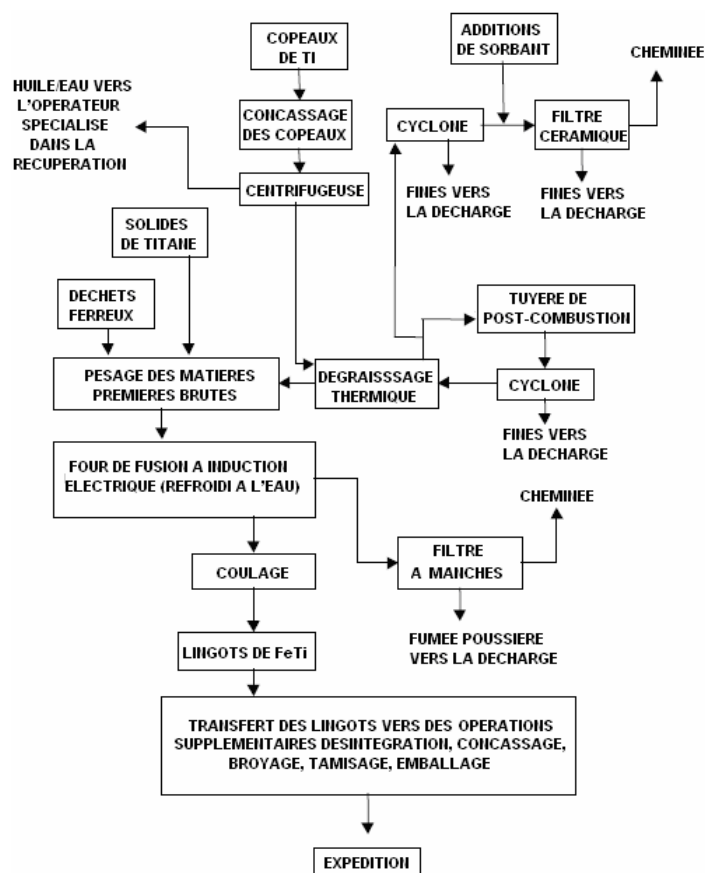 COPEAUX
DE TI
ADDITIONS
DE SORBANT
CHEMINEE
HUILE/EAU VERS
L'OPERATEUR
SPECIALISE
DANS LA
RECUPERATION
CONCASSAGE
DES COPEAUX
CYCLONE
FILTRE
CERAMIQUE
CENTRIFUGEUSE
FINES VERS
LA DECHARGE
FINES VERS
LA DECHARGE
SOLIDES
DE TITANE
DECHETS
FERREUX
TUYERE DE
POST-COMBUSTION
PESAGE DES MATIERES
PREMIERES BRUTES
DEGRAISSSAGE
THERMIQUE
CYCLONE
FINES VERS
LA DECHARGE
FOUR DE FUSION A INDUCTION
ELECTRIQUE (REFROIDI A L'EAU)
CHEMINEE
COULAGE
FILTRE
A MANCHES
LINGOTS DE FeTi
FUMEE POUSSIERE
VERS LA DECHARGE
TRANSFERT DES LINGOTS VERS DES OPERATIONS
SUPPLEMENTAIRES DESINTEGRATION, CONCASSAGE,
BROYAGE, TAMISAGE, EMBALLAGE
EXPEDITION